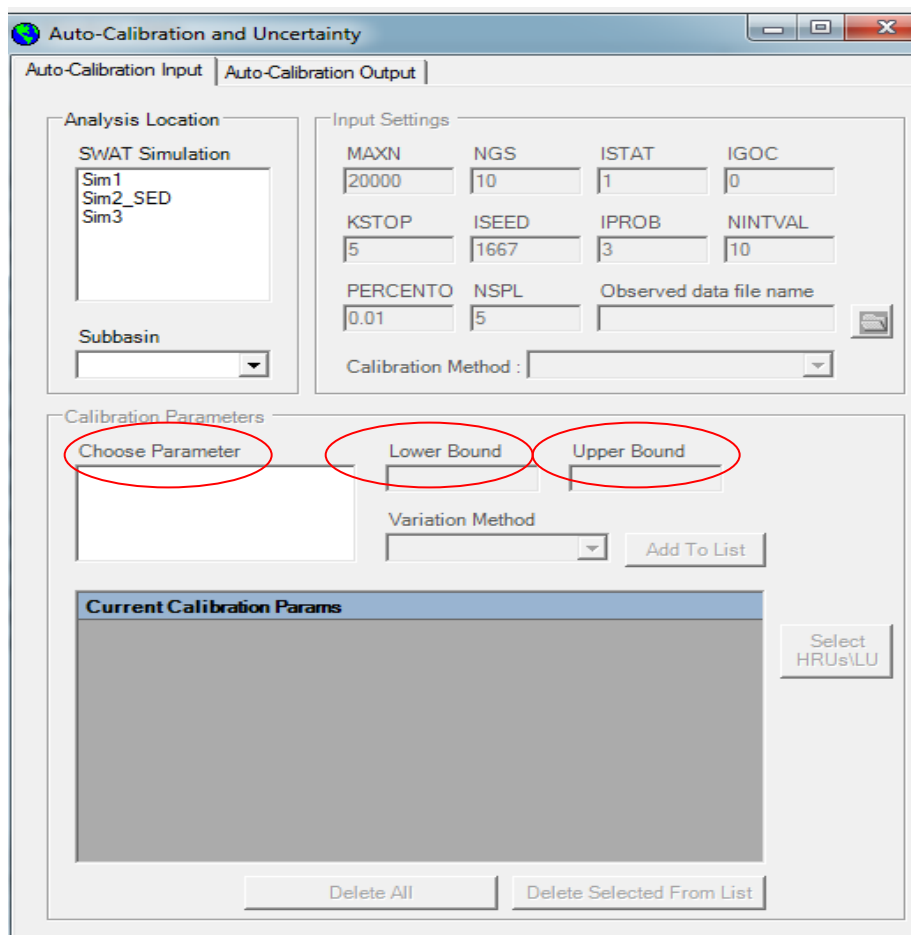 Auto-Calibration and Uncertainty
Auto-Calibration Input
Auto-Calibration Output
Analysis Location
SWAT Simulation
Sim1
Sim2_SED
Sim3
Subbasin
Input Settings
MAXN NGS ISTAT IGOC
20000 10 1 0
KSTOP ISEED IPROB NINTVAL
5 1667 3 10
PERCENTO NSPL Observed data file name
0.01 5
Calibration Method :
Calibration Parameters
Choose Parameter Lower Bound Upper Bound
Variation Method
Add To List
Current Calibration Params
Select
HRUs\LU
Delete All Delete Selected From List